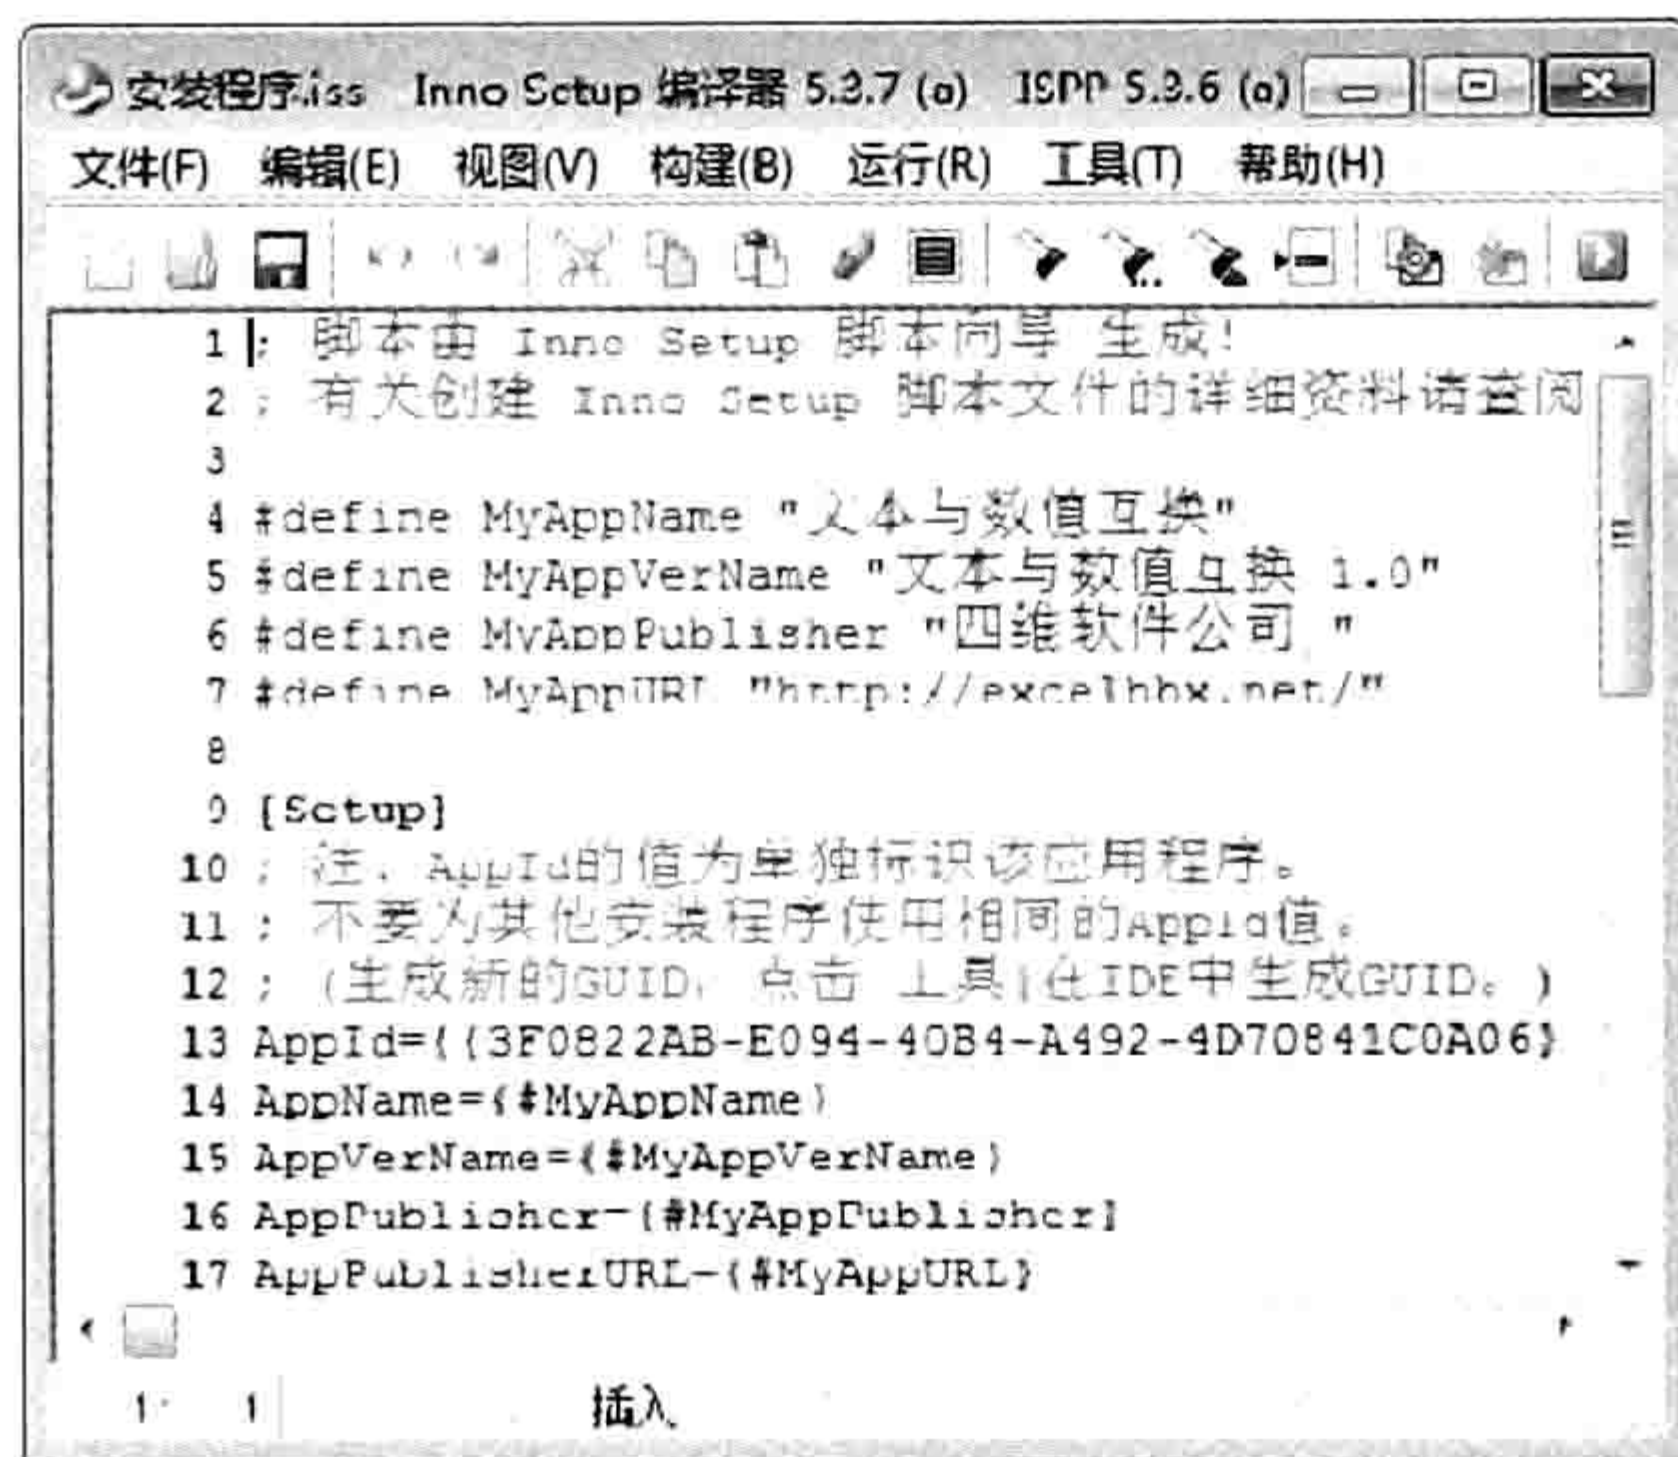 安装程序.iss Inno Setup 编译器 5.3.7 (a) ISPP 5.3.6 (a)
文件(F) 编辑(E) 视图(V) 构建(B) 运行(R) 工具(T) 帮助(H)
1 ; 脚本由 Inno Setup 脚本向导 生成!
2 ; 有关创建 Inno Setup 脚本文件的详细资料请查阅
3
4 #define MyAppName "文本与数值互换"
5 #define MyAppVerName "文本与数值互换 1.0"
6 #define MyAppPublisher "四维软件公司 "
7 #define MyAppURL "http://excelbbx.net/"
8
9 [Setup]
10 ; 注: AppId的值为单独标识该应用程序。
11 ; 不要为其他安装程序使用相同的AppId值。
12 ; (生成新的GUID, 点击 工具|在IDE中生成GUID。)
13 AppId={{3F0822AB-E094-40B4-A492-4D70841C0A06}
14 AppName={#MyAppName}
15 AppVerName={#MyAppVerName}
16 AppPublisher={#MyAppPublisher}
17 AppPublisherURL={#MyAppURL}
1: 1 插入